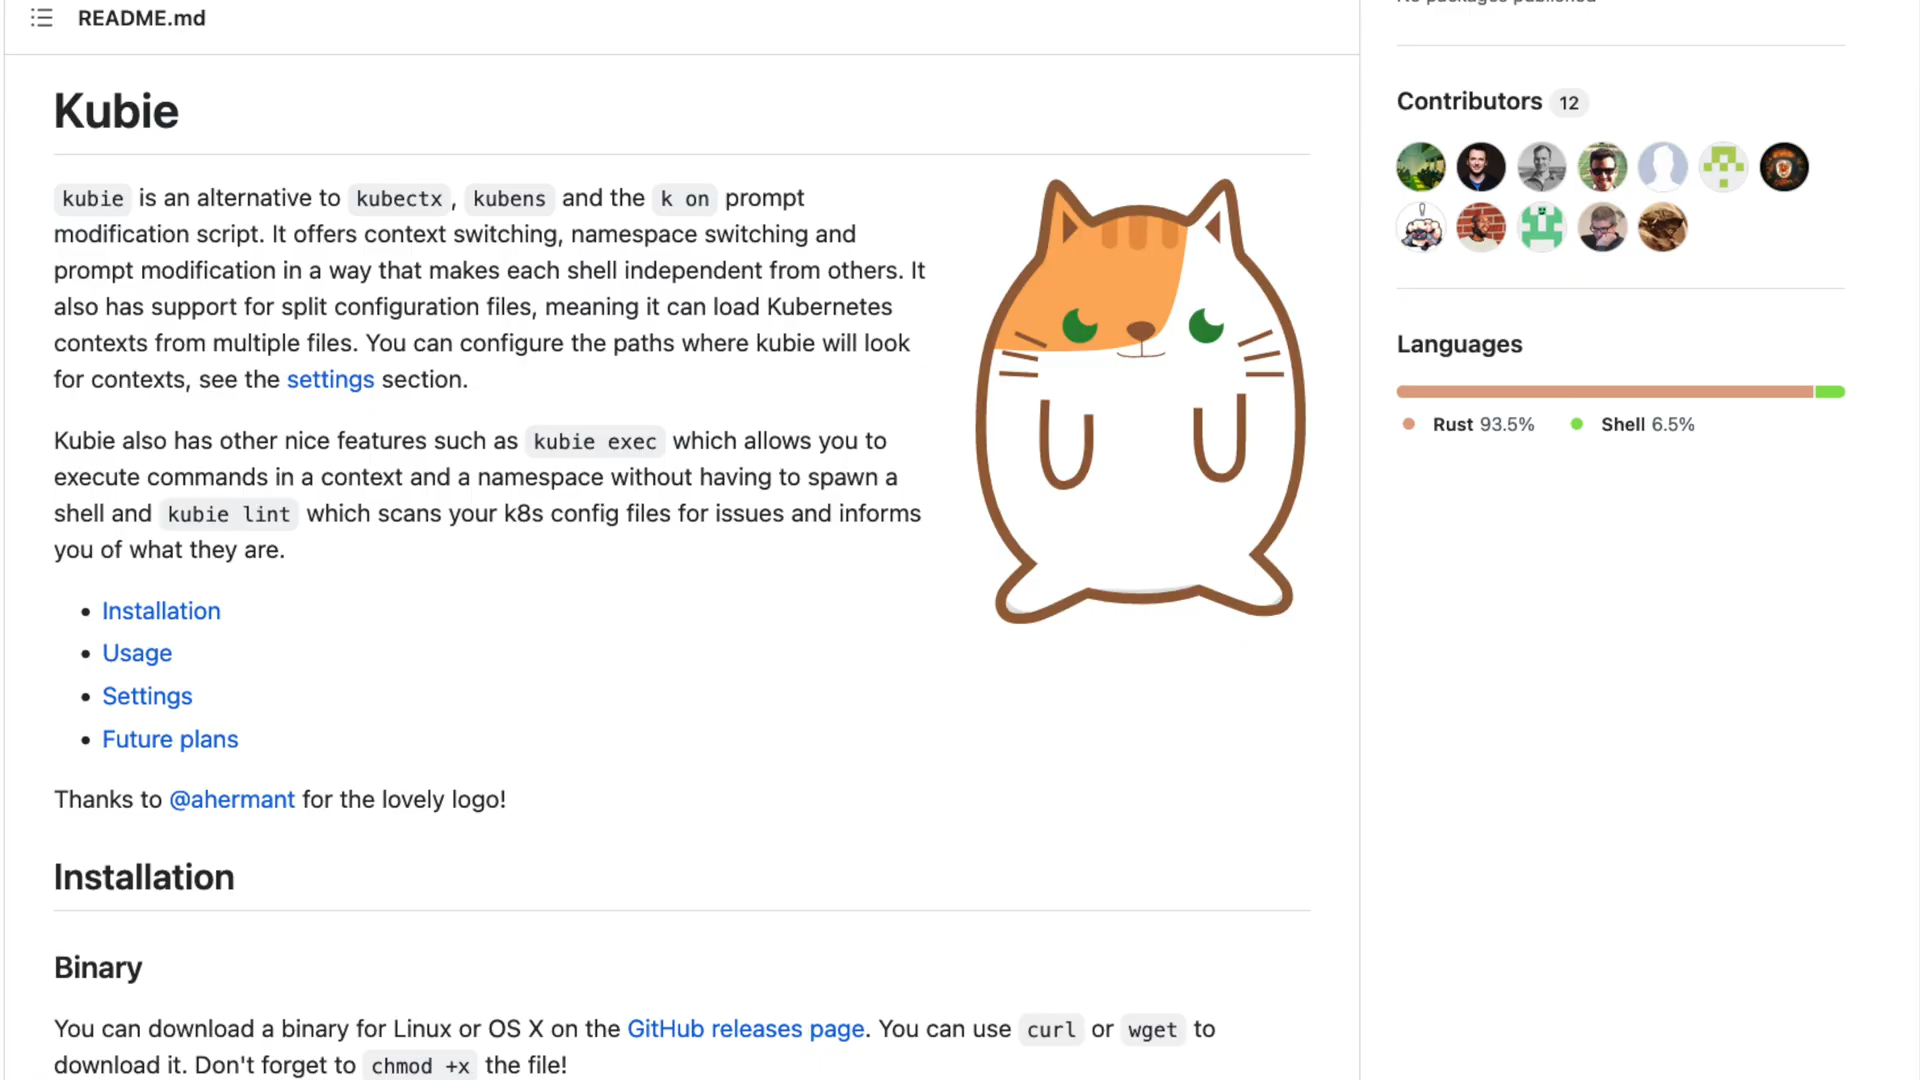 README.md
Kubie
kubie is an alternative to kubectx, kubens and the k on prompt
modification script. It offers context switching, namespace switching and
prompt modification in a way that makes each shell independent from others. It
also has support for split configuration files, meaning it can load Kubernetes
contexts from multiple files. You can configure the paths where kubie will look
for contexts, see the settings section.
Kubie also has other nice features such as kubie exec which allows you to
execute commands in a context and a namespace without having to spawn a
shell and kubie lint which scans your k8s config files for issues and informs
you of what they are.
• Installation
• Usage
• Settings
• Future plans
Thanks to @ahermant for the lovely logo!
Installation
Binary
You can download a binary for Linux or OS X on the GitHub releases page. You can use curl or wget to
download it. Don't forget to chmod +x the file!
No packages published
Contributors 12
Languages
Rust 93.5% Shell 6.5%